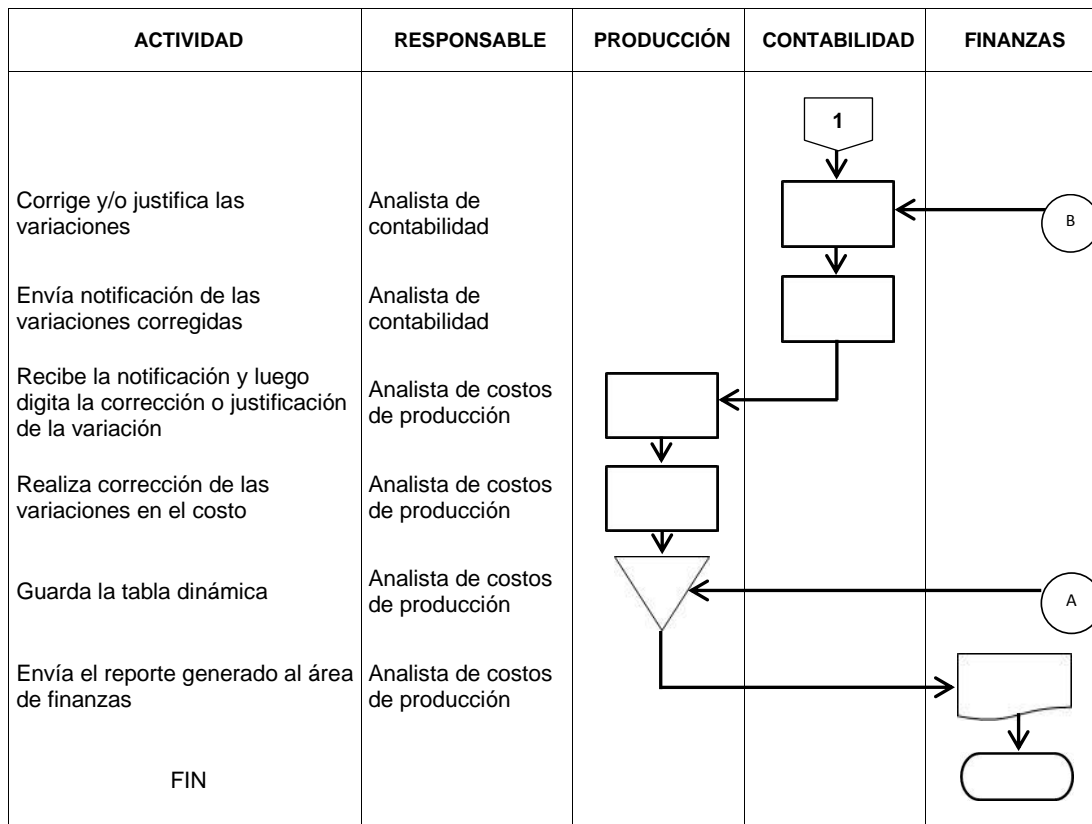 ACTIVIDAD
RESPONSABLE
PRODUCCIÓN
CONTABILIDAD
FINANZAS
1
Corrige y/o justifica las
variaciones
Analista de
contabilidad
B
Envía notificación de las
variaciones corregidas
Analista de
contabilidad
Recibe la notificación y luego
digita la corrección o justificación
de la variación
Analista de costos
de producción
Realiza corrección de las
variaciones en el costo
Analista de costos
de producción
Guarda la tabla dinámica
Analista de costos
de producción
A
Envía el reporte generado al área
de finanzas
Analista de costos
de producción
FIN